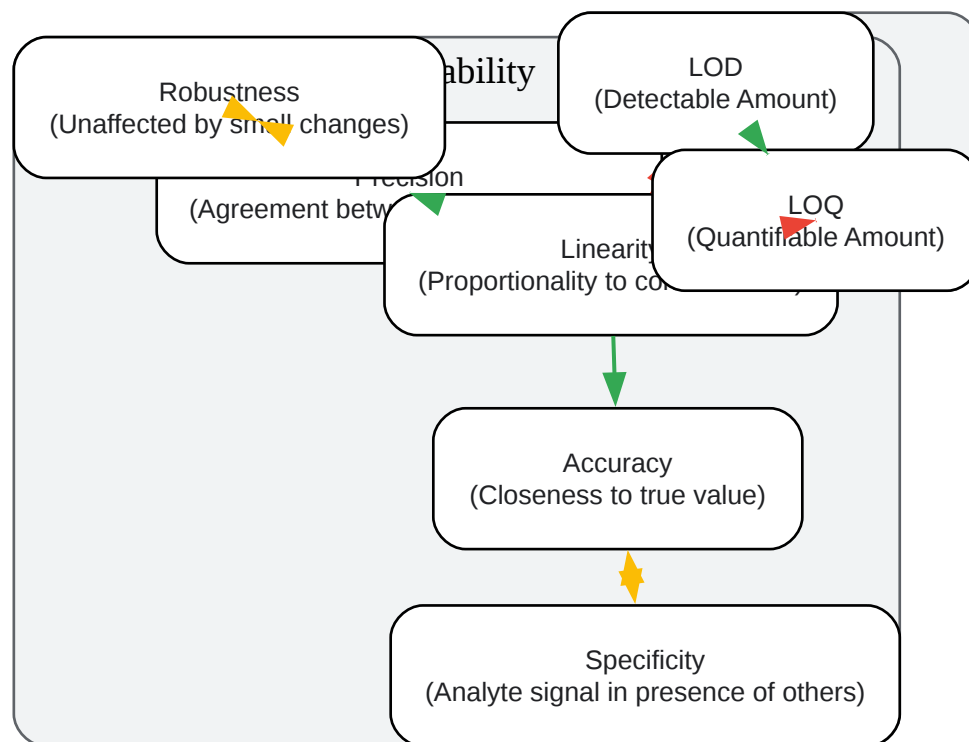 ability
LOD
(Detectable Amount)
Robustness
(Unaffected by small changes)
Precision
(Agreement betw
LOQ
(Quantifiable Amount)
Linearity
(Proportionality to co
Accuracy
(Closeness to true value)
Specificity
(Analyte signal in presence of others)